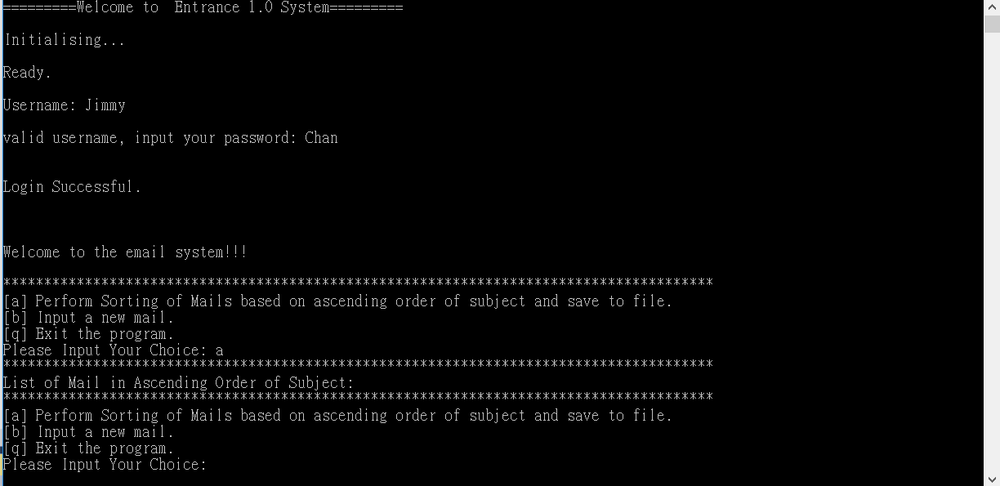 =========Welcome to  Entrance 1.0 System=========
Initialising...
Ready.
Username: Jimmy
valid username, input your password: Chan
Login Successful.
Welcome to the email system!!!
***************************************************************************************
[a] Perform Sorting of Mails based on ascending order of subject and save to file.
[b] Input a new mail.
[q] Exit the program.
Please Input Your Choice: a
***************************************************************************************
List of Mail in Ascending Order of Subject:
***************************************************************************************
[a] Perform Sorting of Mails based on ascending order of subject and save to file.
[b] Input a new mail.
[q] Exit the program.
Please Input Your Choice: